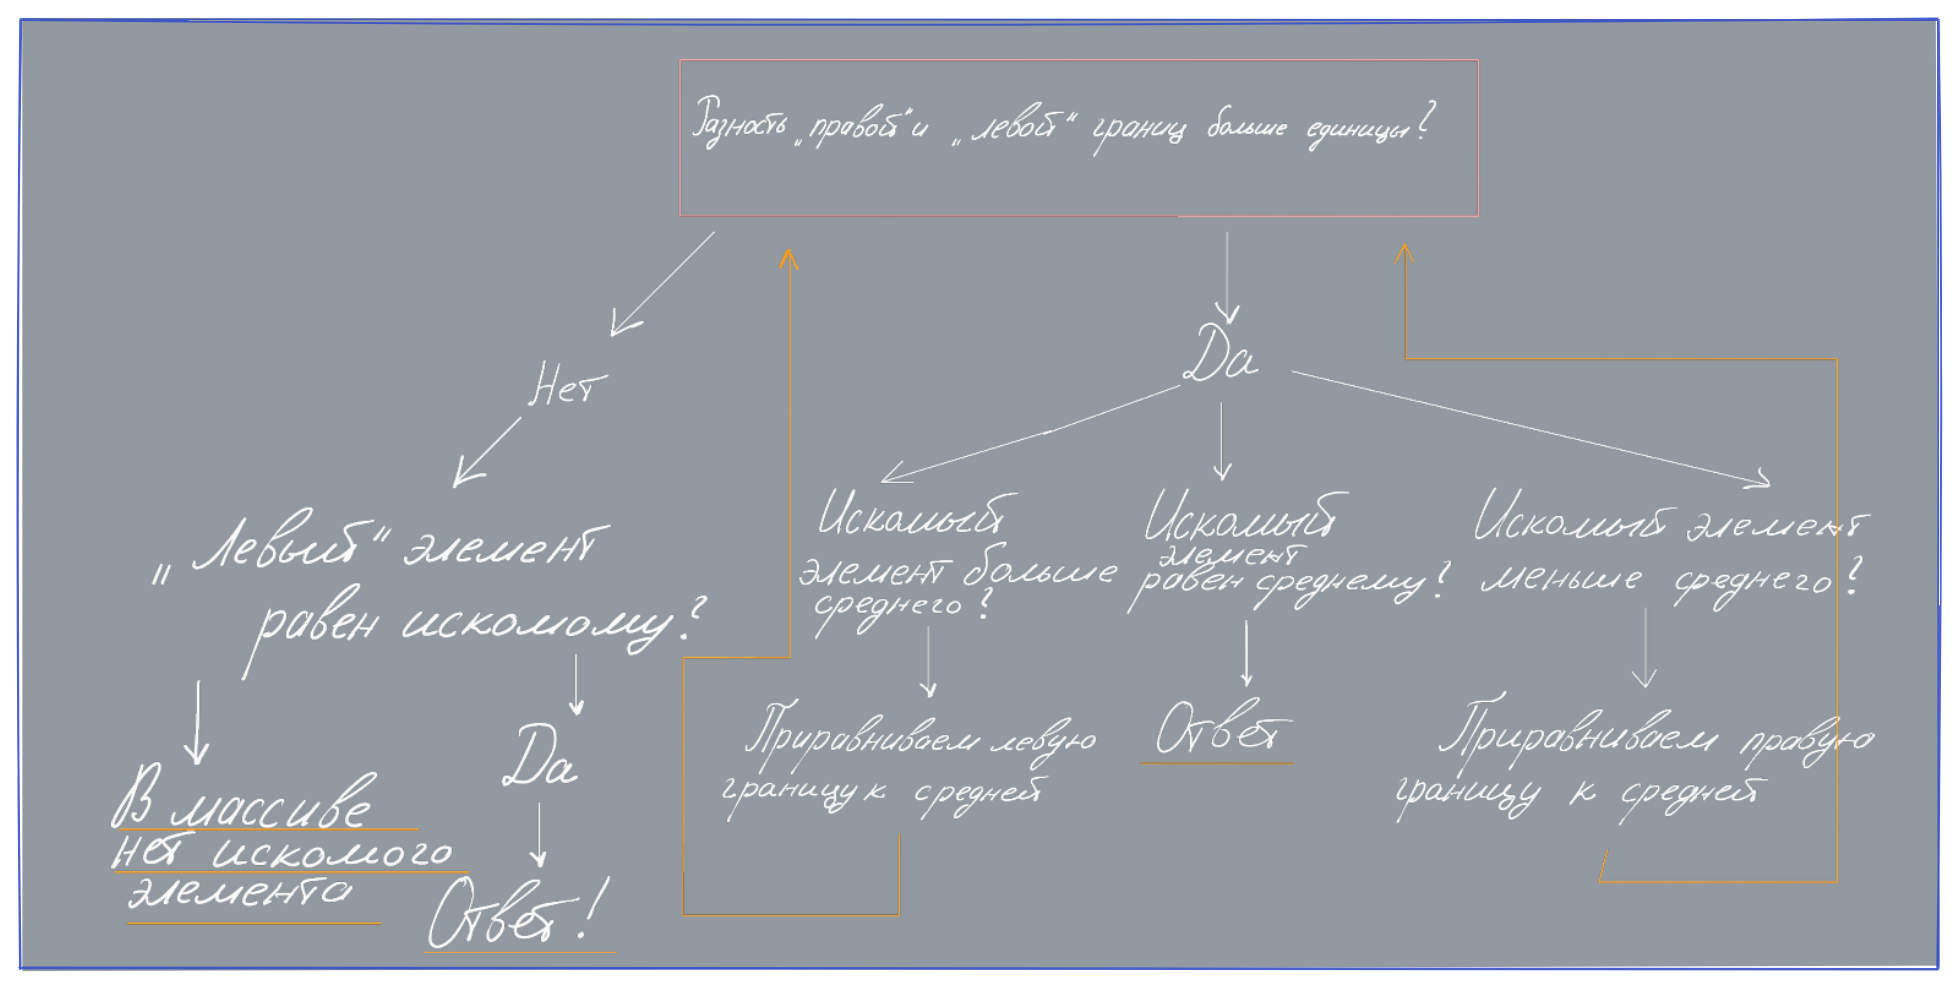 Разность „правой“ и „левой“ границ больше единицы?
Нет
Да
„Левый“ элемент
равен искомому?
Искомый
элемент больше
среднего?
Искомый
элемент
равен среднему?
Искомый элемент
меньше среднего?
В массиве
нет искомого
элемента
Да
Ответ!
Приравниваем левую
границу к средней
Ответ
Приравниваем правую
границу к средней